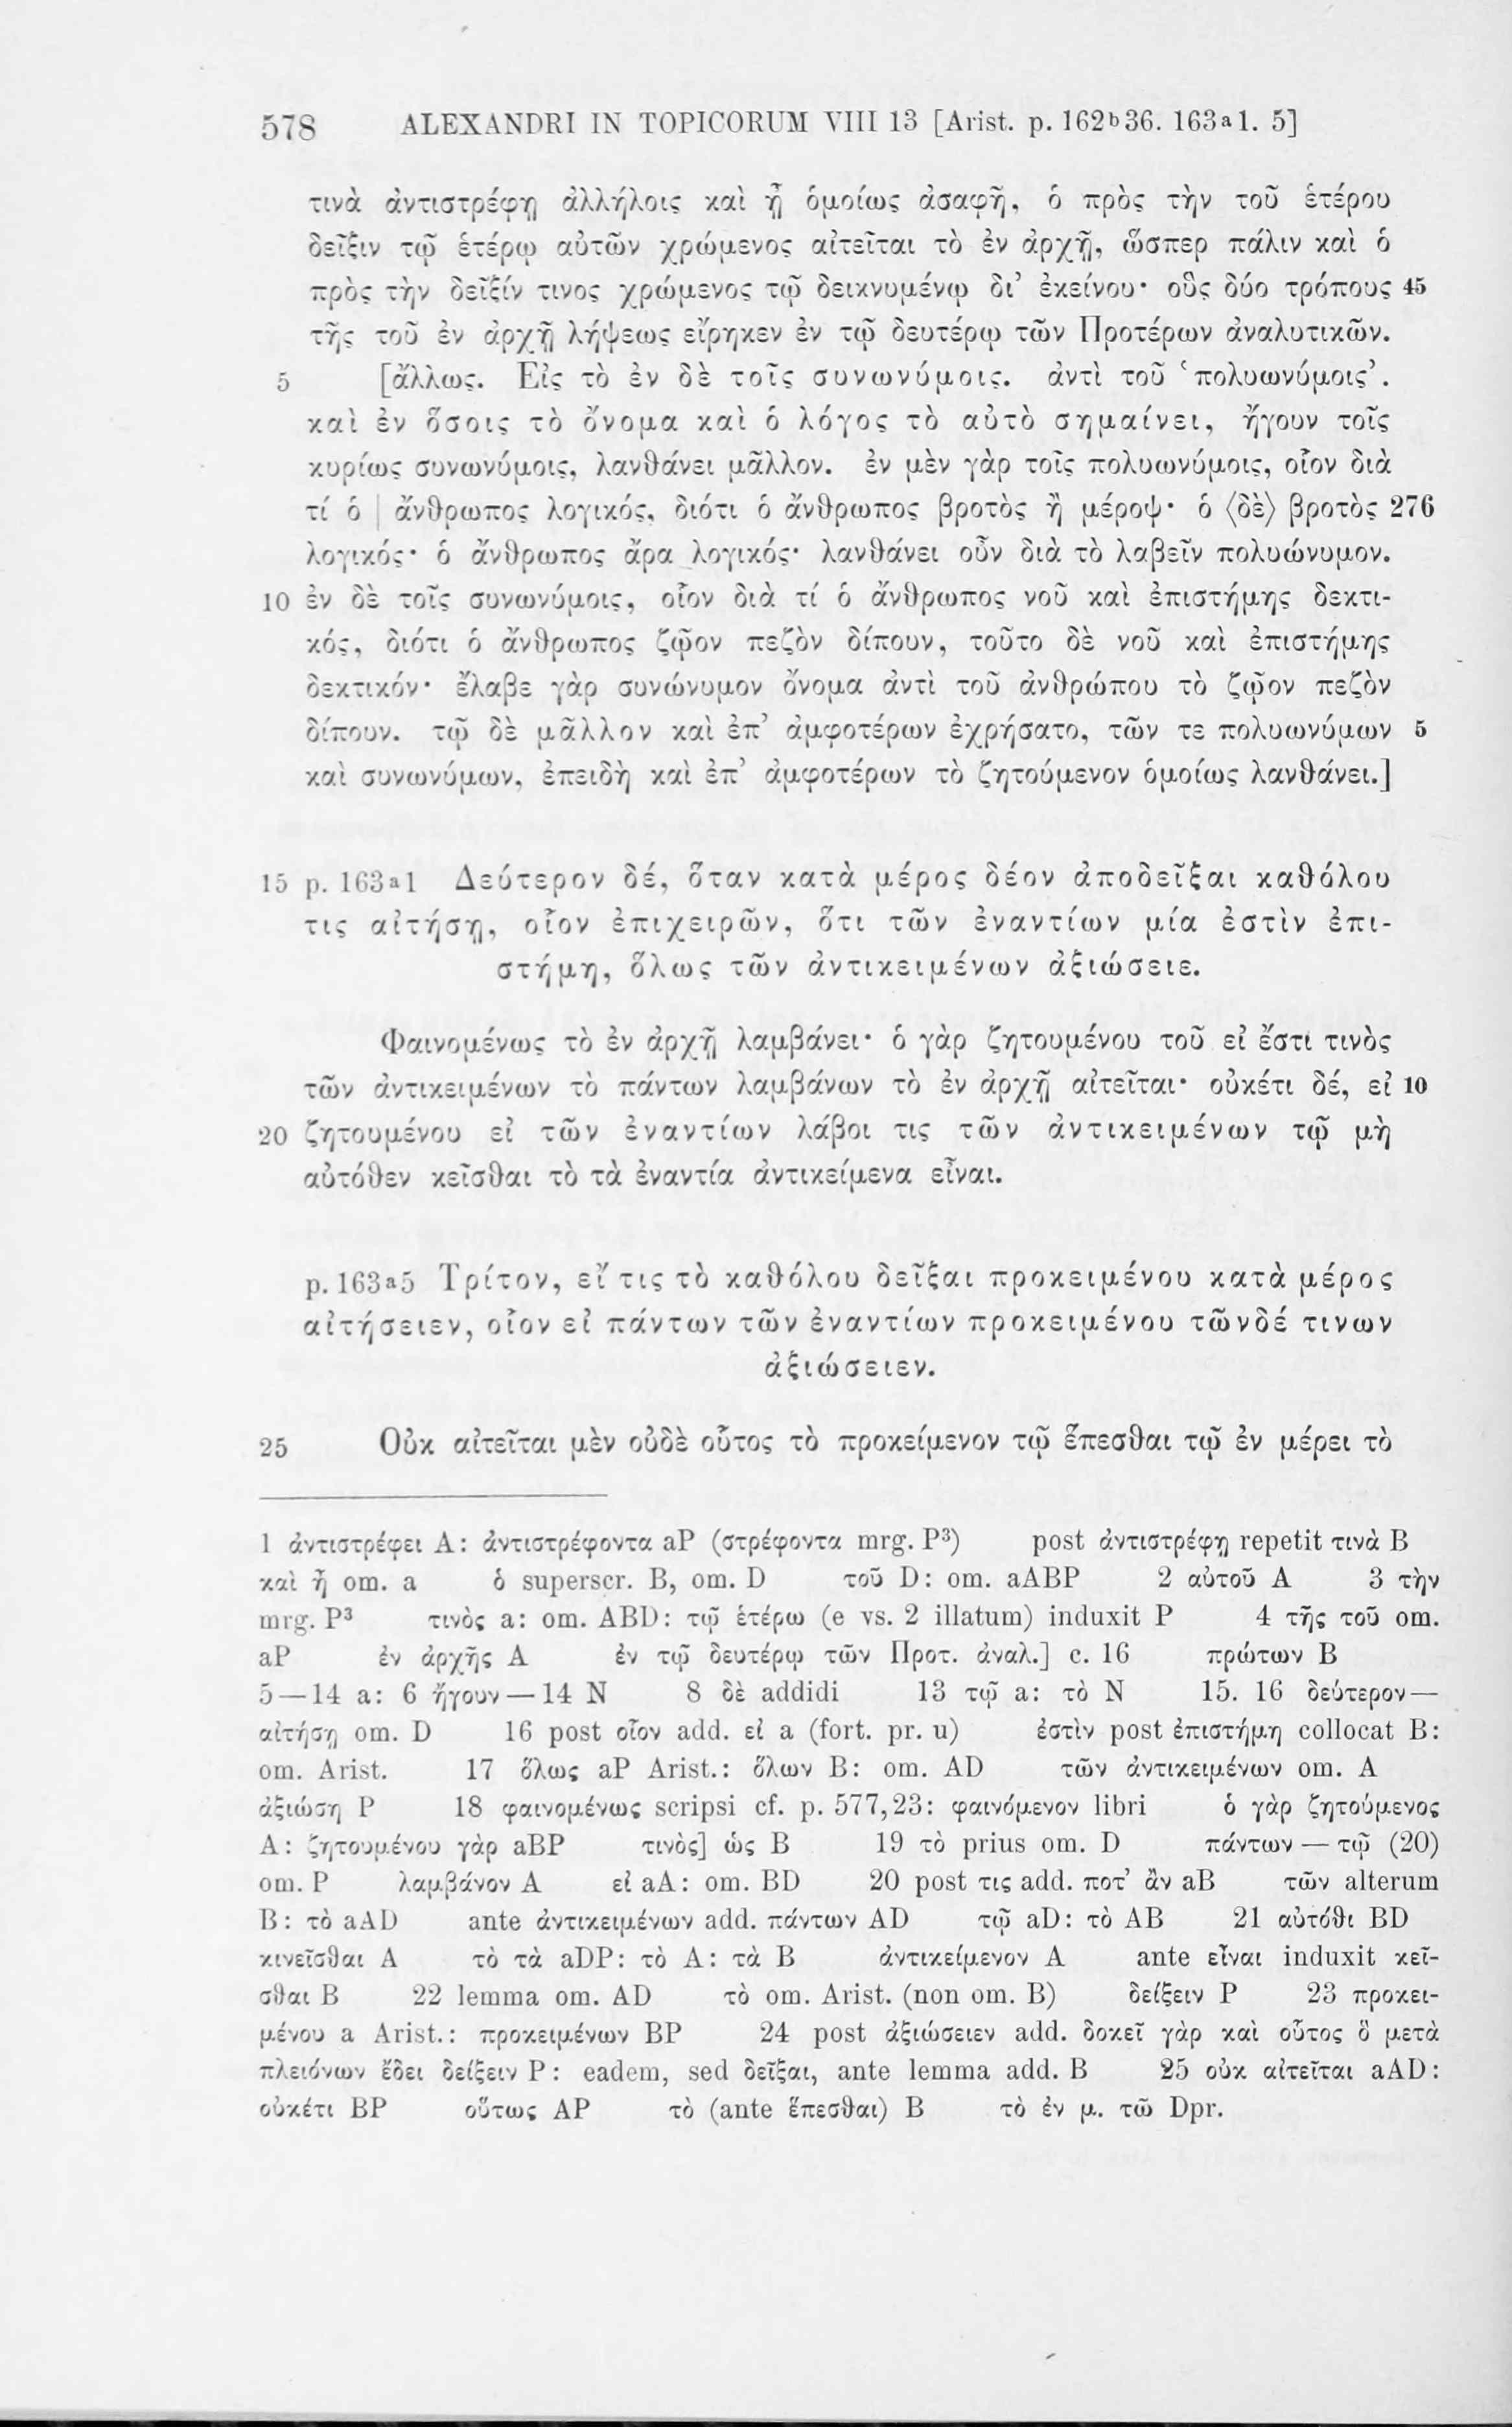 578 ALEXANDRI IN TOPICORUM VIII 13 [Arist. p. 162ᵇ36. 163ᵃ1. 5]
τινὰ ἀντιστρέφῃ ἀλλήλοις καὶ ᾖ ὁμοίως ἀσαφῆ, ὁ πρὸς τὴν τοῦ ἑτέρου
δεῖξιν τῷ ἑτέρῳ αὐτῶν χρώμενος αἰτεῖται τὸ ἐν ἀρχῇ, ὥσπερ πάλιν καὶ ὁ
πρὸς τὴν δεῖξίν τινος χρώμενος τῷ δεικνυμένῳ δι’ ἐκείνου· οὓς δύο τρόπους 45
τῆς τοῦ ἐν ἀρχῇ λήψεως εἴρηκεν ἐν τῷ δευτέρῳ τῶν Προτέρων ἀναλυτικῶν.
5 [ἄλλως. Εἰς τὸ ἐν δὲ τοῖς συνωνύμοις. ἀντὶ τοῦ ‘πολυωνύμοις’.
καὶ ἐν ὅσοις τὸ ὄνομα καὶ ὁ λόγος τὸ αὐτὸ σημαίνει, ἤγουν τοῖς
κυρίως συνωνύμοις, λανθάνει μᾶλλον. ἐν μὲν γὰρ τοῖς πολυωνύμοις, οἷον διὰ
τί ὁ | ἄνθρωπος λογικός, διότι ὁ ἄνθρωπος βροτὸς ἢ μέροψ· ὁ ⟨δὲ⟩ βροτὸς 276
λογικός· ὁ ἄνθρωπος ἄρα λογικός· λανθάνει οὖν διὰ τὸ λαβεῖν πολυώνυμον.
10 ἐν δὲ τοῖς συνωνύμοις, οἷον διὰ τί ὁ ἄνθρωπος νοῦ καὶ ἐπιστήμης δεκτι-
κός, διότι ὁ ἄνθρωπος ζῷον πεζὸν δίπουν, τοῦτο δὲ νοῦ καὶ ἐπιστήμης
δεκτικόν· ἔλαβε γὰρ συνώνυμον ὄνομα ἀντὶ τοῦ ἀνθρώπου τὸ ζῷον πεζὸν
δίπουν. τῷ δὲ μᾶλλον καὶ ἐπ’ ἀμφοτέρων ἐχρήσατο, τῶν τε πολυωνύμων 5
καὶ συνωνύμων, ἐπειδὴ καὶ ἐπ’ ἀμφοτέρων τὸ ζητούμενον ὁμοίως λανθάνει.]
15 p. 163ᵃ1 Δεύτερον δέ, ὅταν κατὰ μέρος δέον ἀποδεῖξαι καθόλου
τις αἰτήσῃ, οἷον ἐπιχειρῶν, ὅτι τῶν ἐναντίων μία ἐστὶν ἐπι-
στήμη, ὅλως τῶν ἀντικειμένων ἀξιώσειε.
Φαινομένως τὸ ἐν ἀρχῇ λαμβάνει· ὁ γὰρ ζητουμένου τοῦ εἰ ἔστι τινὸς
τῶν ἀντικειμένων τὸ πάντων λαμβάνων τὸ ἐν ἀρχῇ αἰτεῖται· οὐκέτι δέ, εἰ 10
20 ζητουμένου εἰ τῶν ἐναντίων λάβοι τις τῶν ἀντικειμένων τῷ μὴ
αὐτόθεν κεῖσθαι τὸ τὰ ἐναντία ἀντικείμενα εἶναι.
p. 163ᵃ5 Τρίτον, εἴ τις τὸ καθόλου δεῖξαι προκειμένου κατὰ μέρος
αἰτήσειεν, οἷον εἰ πάντων τῶν ἐναντίων προκειμένου τῶνδέ τινων
ἀξιώσειεν.
25 Οὐκ αἰτεῖται μὲν οὐδὲ οὗτος τὸ προκείμενον τῷ ἕπεσθαι τῷ ἐν μέρει τὸ
1 ἀντιστρέφει A: ἀντιστρέφοντα aP (στρέφοντα mrg. P³) post ἀντιστρέφῃ repetit τινὰ B
καὶ ᾖ om. a ὁ superscr. B, om. D τοῦ D: om. aABP 2 αὐτοῦ A 3 τὴν
mrg. P³ τινὸς a: om. ABD: τῷ ἑτέρω (e vs. 2 illatum) induxit P 4 τῆς τοῦ om.
aP ἐν ἀρχῆς A ἐν τῷ δευτέρῳ τῶν Προτ. ἀναλ.] c. 16 πρώτων B
5—14 a: 6 ἤγουν—14 N 8 δὲ addidi 13 τῷ a: τὸ N 15. 16 δεύτερον—
αἰτήσῃ om. D 16 post οἷον add. εἰ a (fort. pr. u) ἐστὶν post ἐπιστήμη collocat B:
om. Arist. 17 ὅλως aP Arist.: ὅλων B: om. AD τῶν ἀντικειμένων om. A
ἀξιώση P 18 φαινομένως scripsi cf. p. 577,23: φαινόμενον libri ὁ γὰρ ζητούμενος
A: ζητουμένου γὰρ aBP τινὸς] ὡς B 19 τὸ prius om. D πάντων — τῷ (20)
om. P λαμβάνον A εἰ aA: om. BD 20 post τις add. ποτ’ ἂν aB τῶν alterum
B: τὸ aAD ante ἀντικειμένων add. πάντων AD τῷ aD: τὸ AB 21 αὐτόθι BD
κινεῖσθαι A τὸ τὰ aDP: τὸ A: τὰ B ἀντικείμενον A ante εἶναι induxit κεῖ-
σθαι B 22 lemma om. AD τὸ om. Arist. (non om. B) δείξειν P 23 προκει-
μένου a Arist.: προκειμένων BP 24 post ἀξιώσειεν add. δοκεῖ γὰρ καὶ οὗτος ὃ μετὰ
πλειόνων ἔδει δείξειν P: eadem, sed δεῖξαι, ante lemma add. B 25 οὐκ αἰτεῖται aAD:
οὐκέτι BP οὕτως AP τὸ (ante ἕπεσθαι) B τὸ ἐν μ. τῶ Dpr.